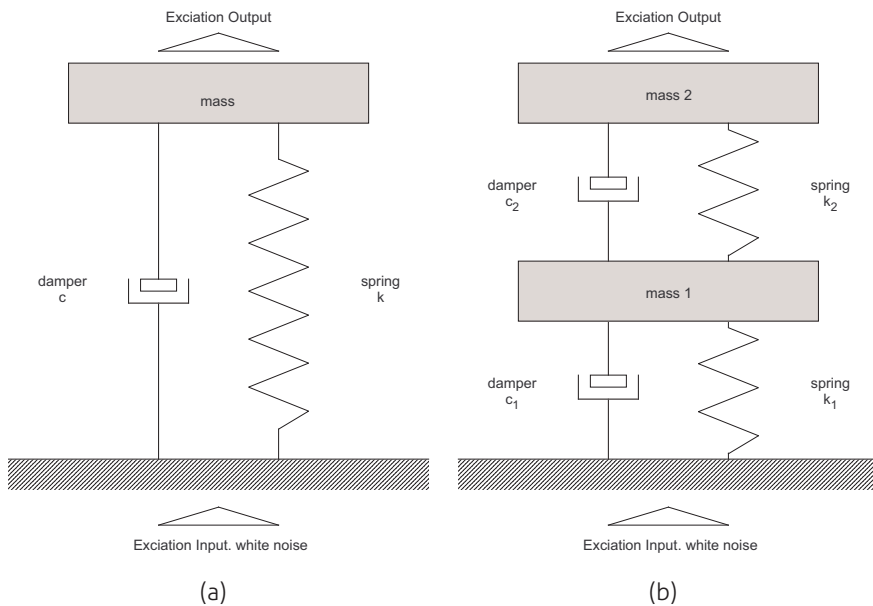 Exciation Output
mass
damper
c
spring
k
Exciation Input. white noise
(a)
Exciation Output
mass 2
damper
c2
spring
k2
mass 1
damper
c1
spring
k1
Exciation Input. white noise
(b)